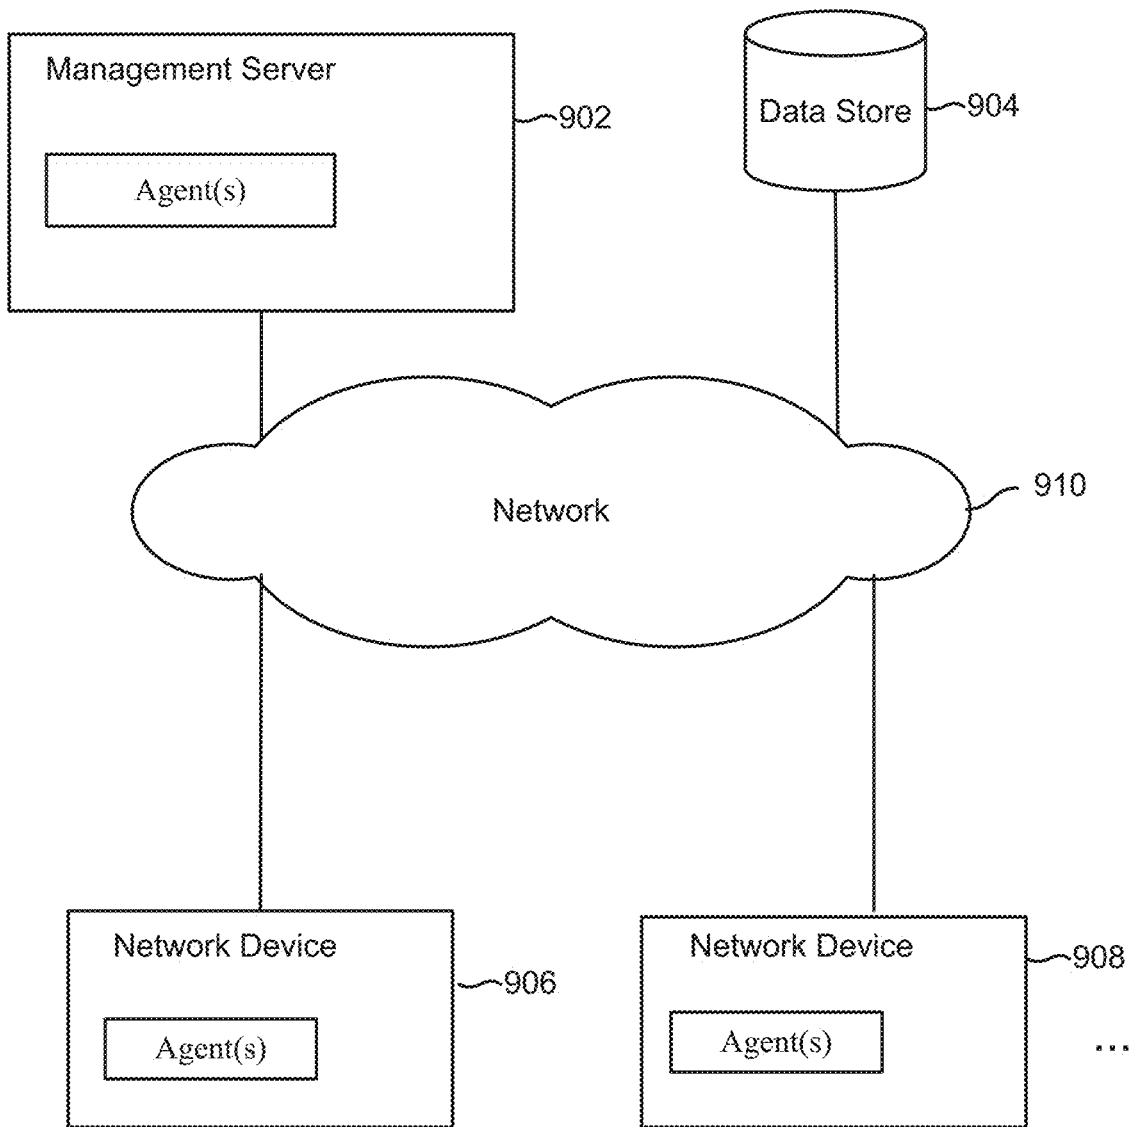 Management Server
902
Agent(s)
Data Store
904
Network
910
Network Device
906
Agent(s)
Network Device
908
Agent(s)
...